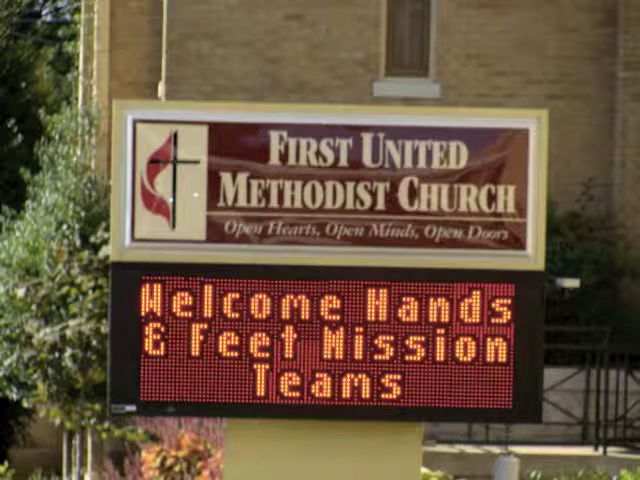 FIRST UNITED
METHODIST CHURCH
Open Hearts, Open Minds, Open Doors
Welcome Hands
& Feet Mission
Teams